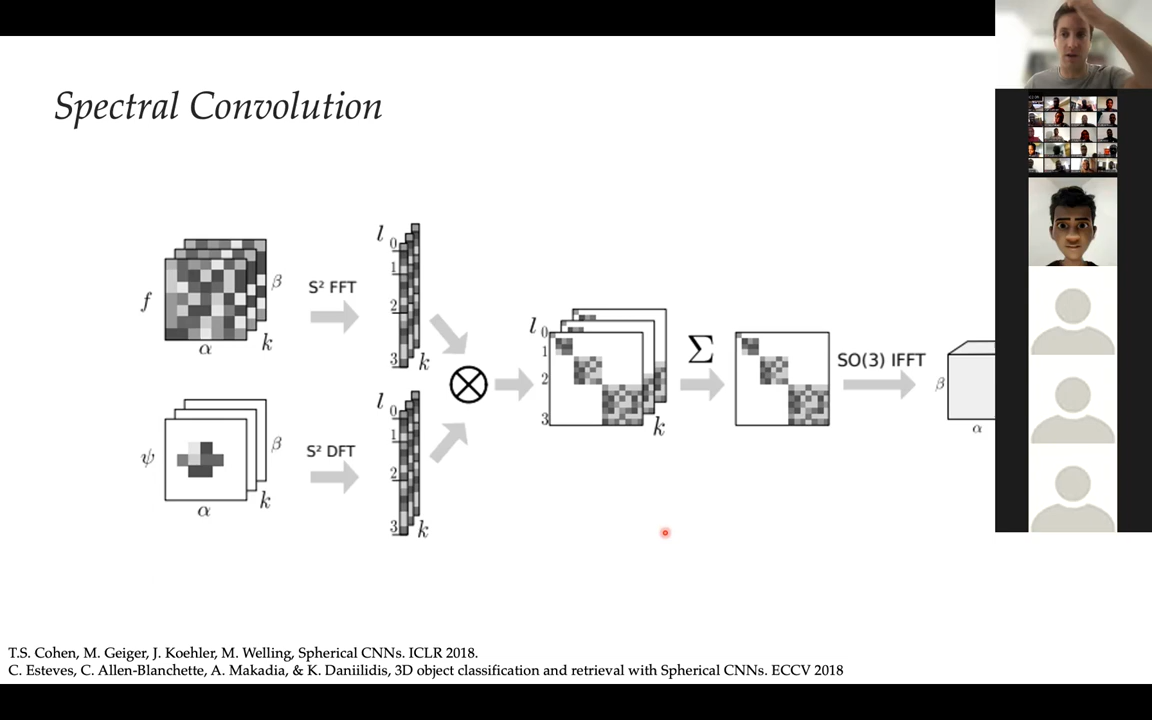 Spectral Convolution
f
α
β
k
S² FFT
l
0
1
2
3
k
ψ
α
β
k
S² DFT
l
0
1
2
3
k
l
0
1
2
3
k
Σ
SO(3) IFFT
β
α
T.S. Cohen, M. Geiger, J. Koehler, M. Welling, Spherical CNNs. ICLR 2018.
C. Esteves, C. Allen-Blanchette, A. Makadia, & K. Daniilidis, 3D object classification and retrieval with Spherical CNNs. ECCV 2018